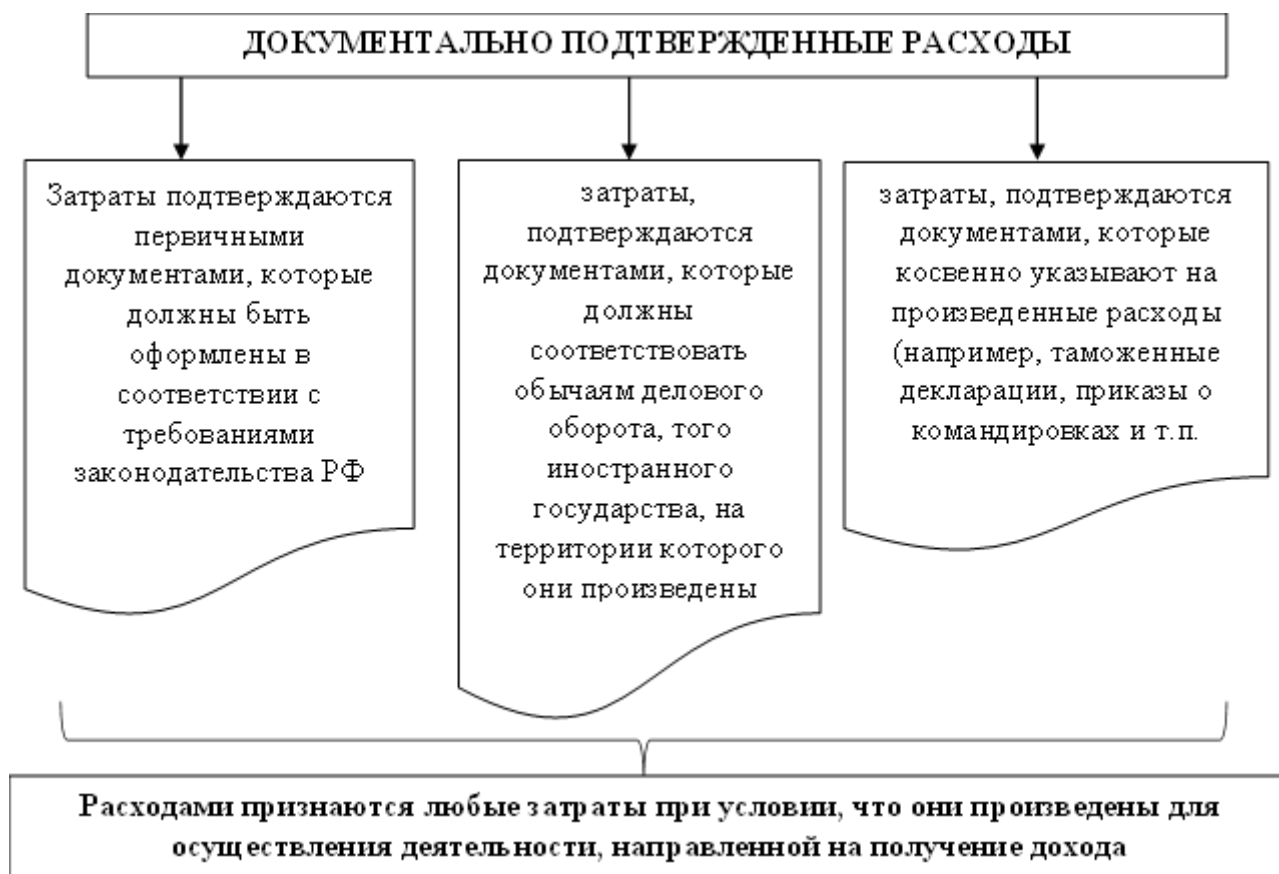 ДОКУМЕНТАЛЬНО ПОДТВЕРЖДЕННЫЕ РАСХОДЫ
Затраты подтверждаются
первичными
документами, которые
должны быть
оформлены в
соответствии с
требованиями
законодательства РФ
затраты,
подтверждаются
документами, которые
должны
соответствовать
обычаям делового
оборота, того
иностранного
государства, на
территории которого
они произведены
затраты, подтверждаются
документами, которые
косвенно указывают на
произведенные расходы
(например, таможенные
декларации, приказы о
командировках и т.п.
Расходами признаются любые затраты при условии, что они произведены для
осуществления деятельности, направленной на получение дохода